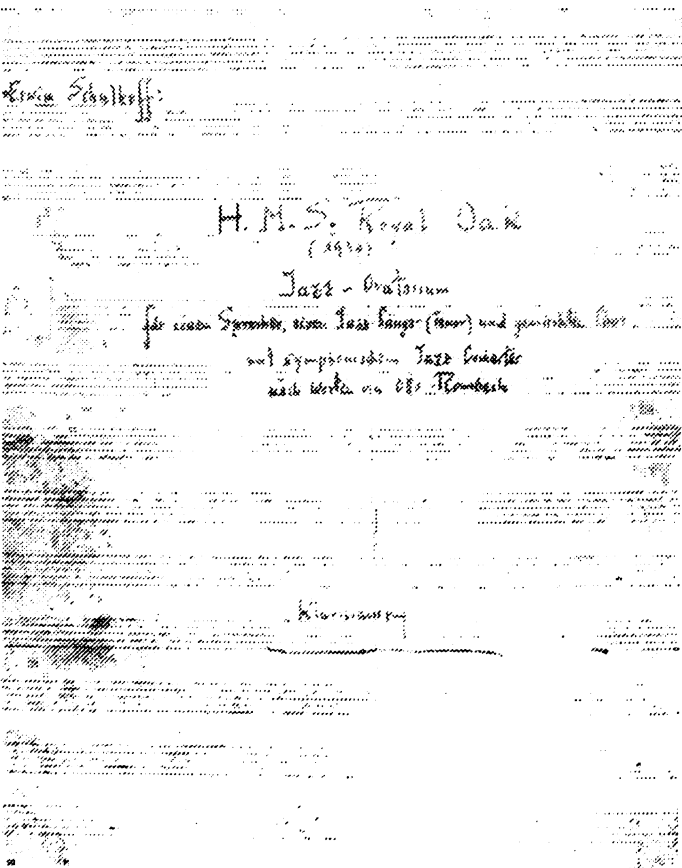 Erwin Schulhoff:
H.M.S. Royal Oak
(1930)
Jazz - Oratorium
für einen Sprecher, einen Jazz Sänger (Tenor) und gemischten Chor
mit symphonischem Jazz Orchester
nach Worten von Otto Rombach
Klavierauszug